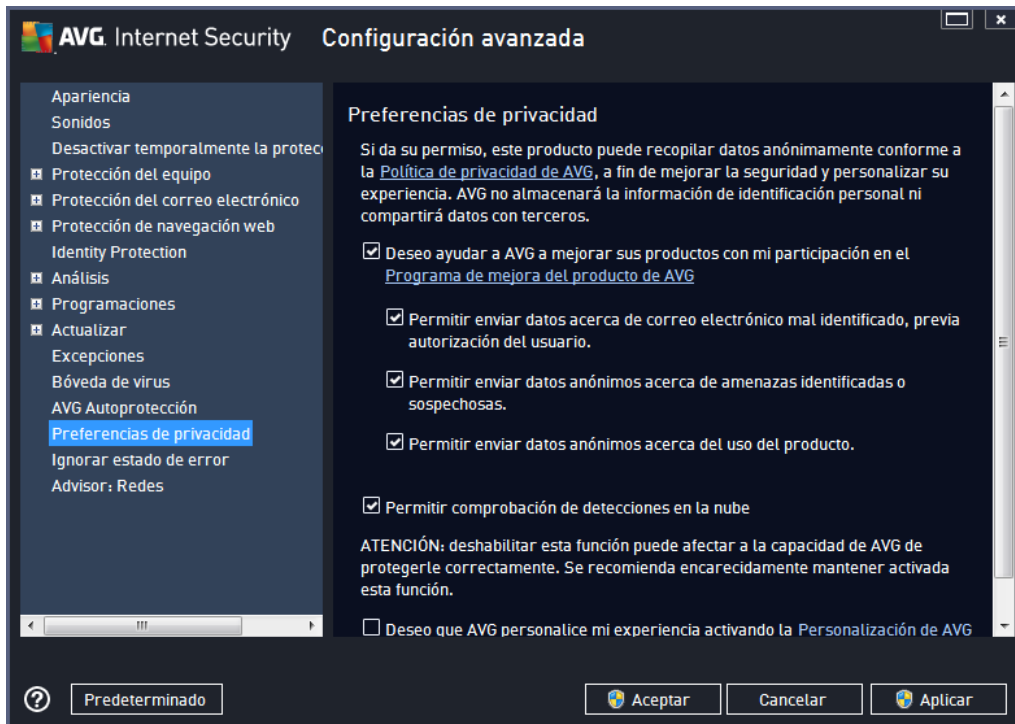 AVG. Internet Security Configuración avanzada
Apariencia
Sonidos
Desactivar temporalmente la protec
Protección del equipo
Protección del correo electrónico
Protección de navegación web
Identity Protection
Análisis
Programaciones
Actualizar
Excepciones
Bóveda de virus
AVG Autoprotección
Preferencias de privacidad
Ignorar estado de error
Advisor: Redes
Preferencias de privacidad
Si da su permiso, este producto puede recopilar datos anónimamente conforme a
la Política de privacidad de AVG, a fin de mejorar la seguridad y personalizar su
experiencia. AVG no almacenará la información de identificación personal ni
compartirá datos con terceros.
Deseo ayudar a AVG a mejorar sus productos con mi participación en el
Programa de mejora del producto de AVG
Permitir enviar datos acerca de correo electrónico mal identificado, previa
autorización del usuario.
Permitir enviar datos anónimos acerca de amenazas identificadas o
sospechosas.
Permitir enviar datos anónimos acerca del uso del producto.
Permitir comprobación de detecciones en la nube
ATENCIÓN: deshabilitar esta función puede afectar a la capacidad de AVG de
protegerle correctamente. Se recomienda encarecidamente mantener activada
esta función.
Deseo que AVG personalice mi experiencia activando la Personalización de AVG
Predeterminado
Aceptar
Cancelar
Aplicar